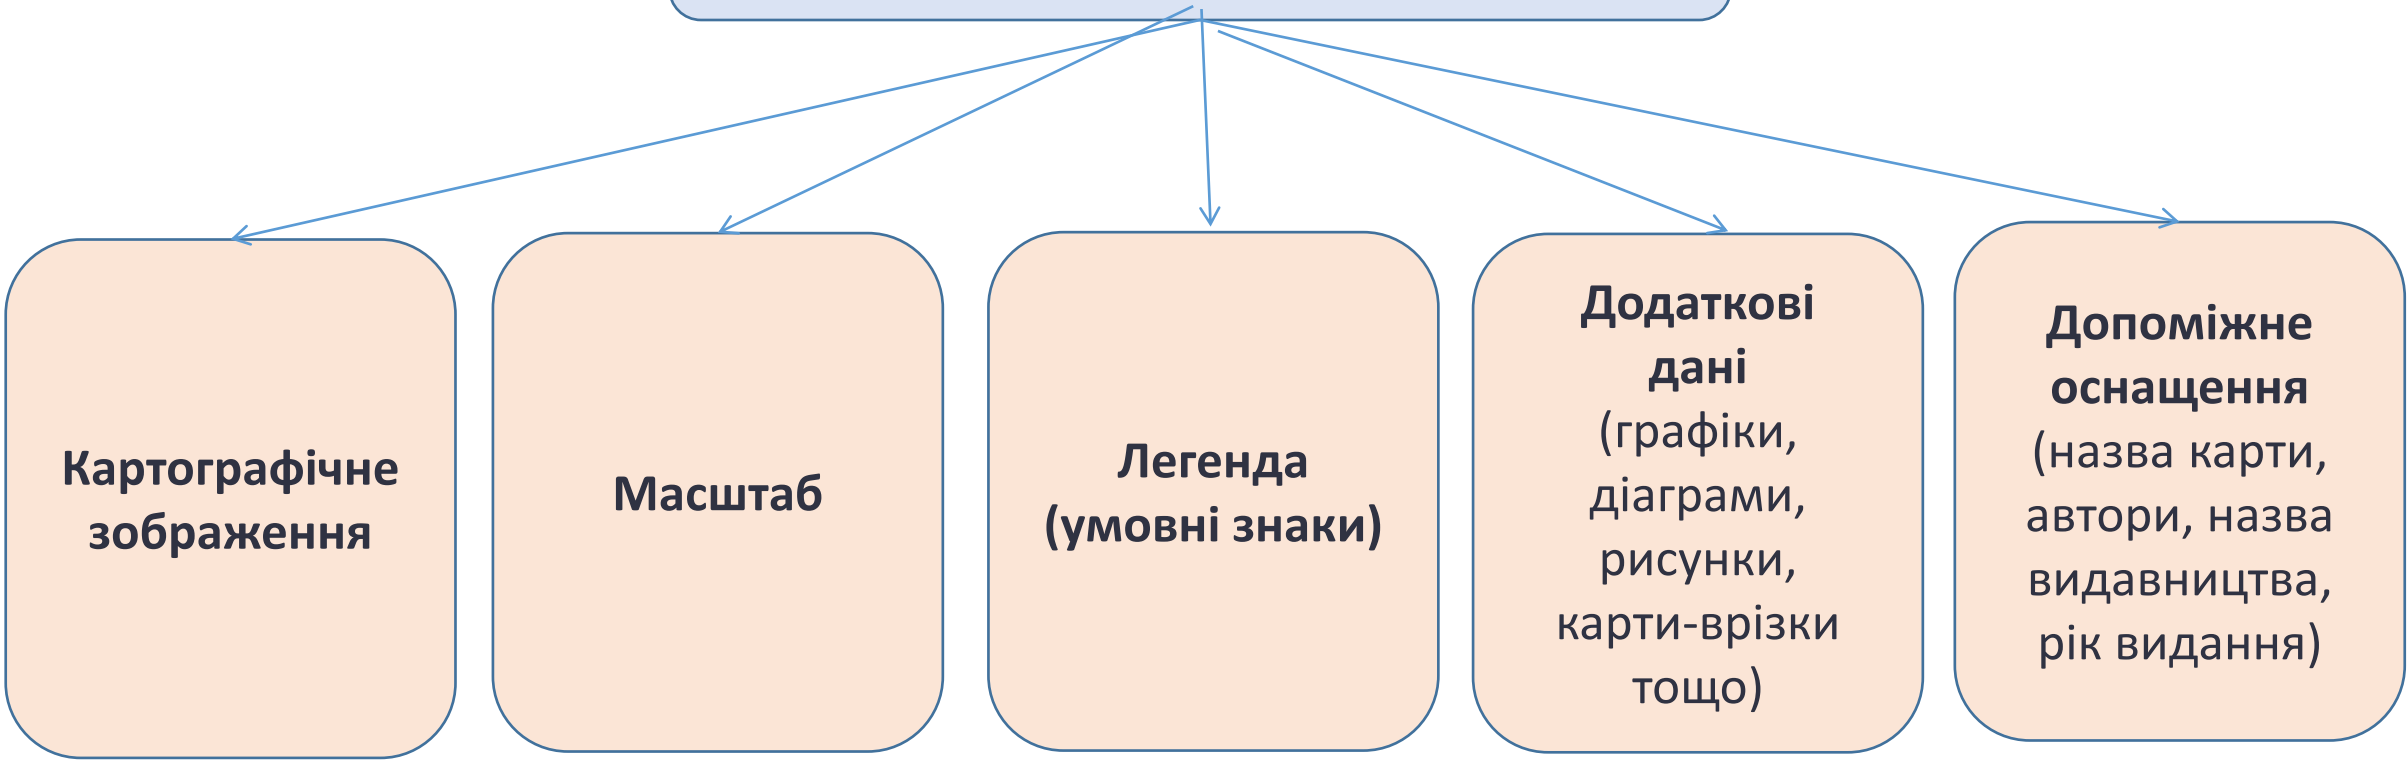 Картографічне
зображення
Масштаб
Легенда
(умовні знаки)
Додаткові
дані
(графіки,
діаграми,
рисунки,
карти-врізки
тощо)
Допоміжне
оснащення
(назва карти,
автори, назва
видавництва,
рік видання)